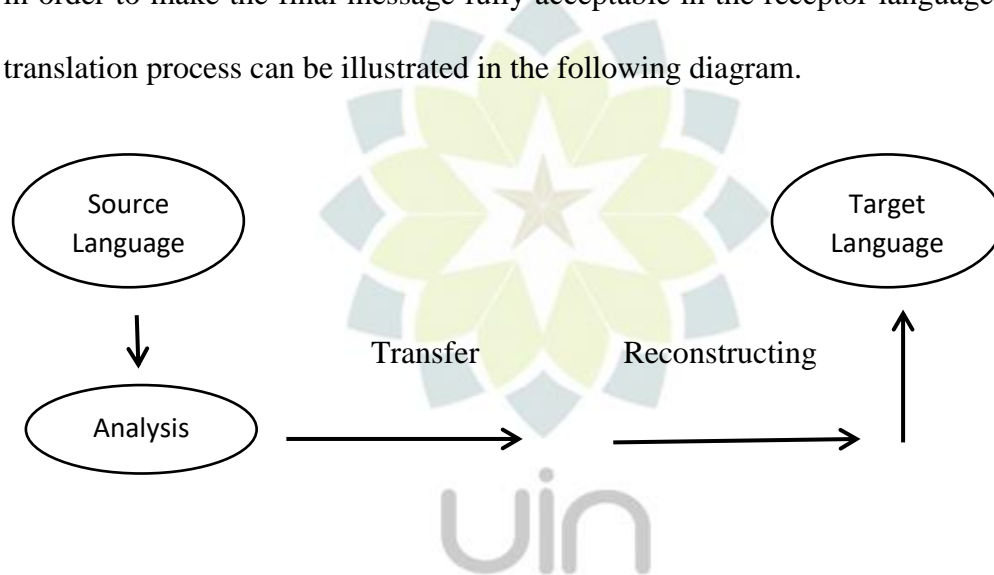 in order to make the final message fully acceptable in the receptor language
translation process can be illustrated in the following diagram.
Source
Language
Target
Language
Transfer
Reconstructing
Analysis
uin